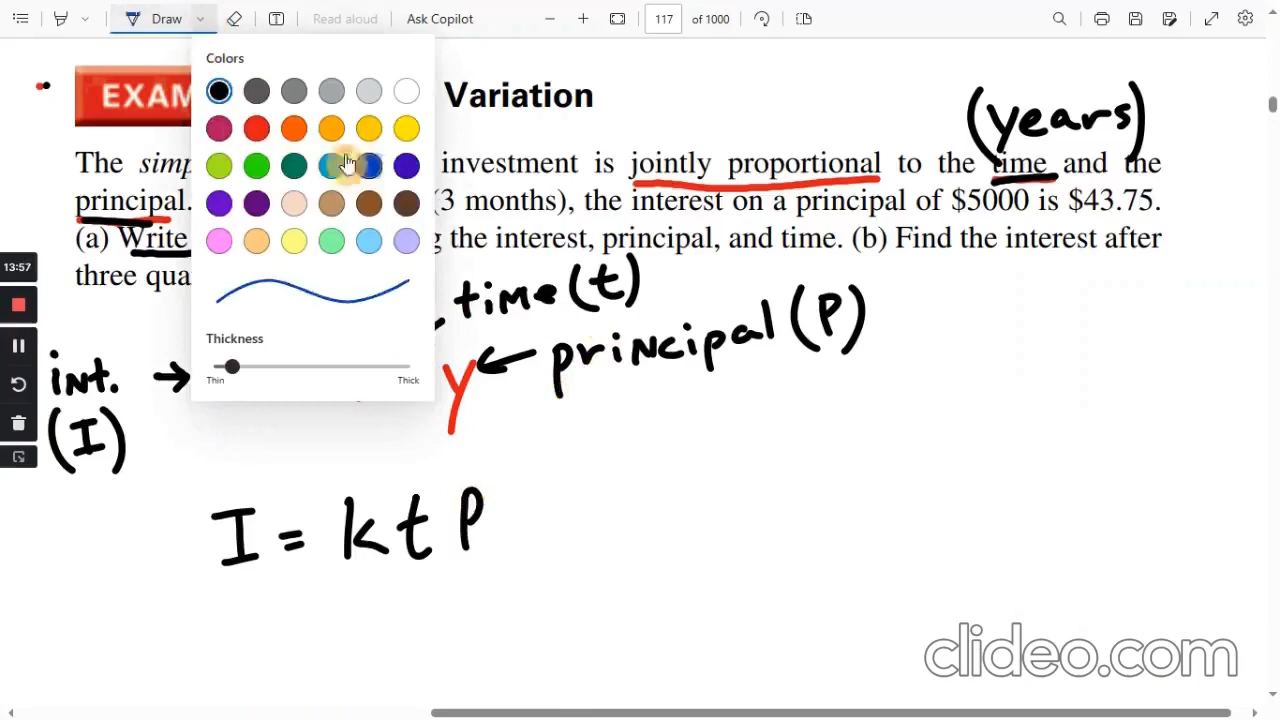 Draw
Read aloud
Ask Copilot
117 of 1000
Colors
Thickness
Thin
Thick
EXAM
Variation
(years)
The simp investment is jointly proportional to the time and the
principal. (3 months), the interest on a principal of $5000 is $43.75.
(a) Write g the interest, principal, and time. (b) Find the interest after
three qua
13:57
time (t)
principal (P)
int. →
(I)
y
I = k t P
clideo.com